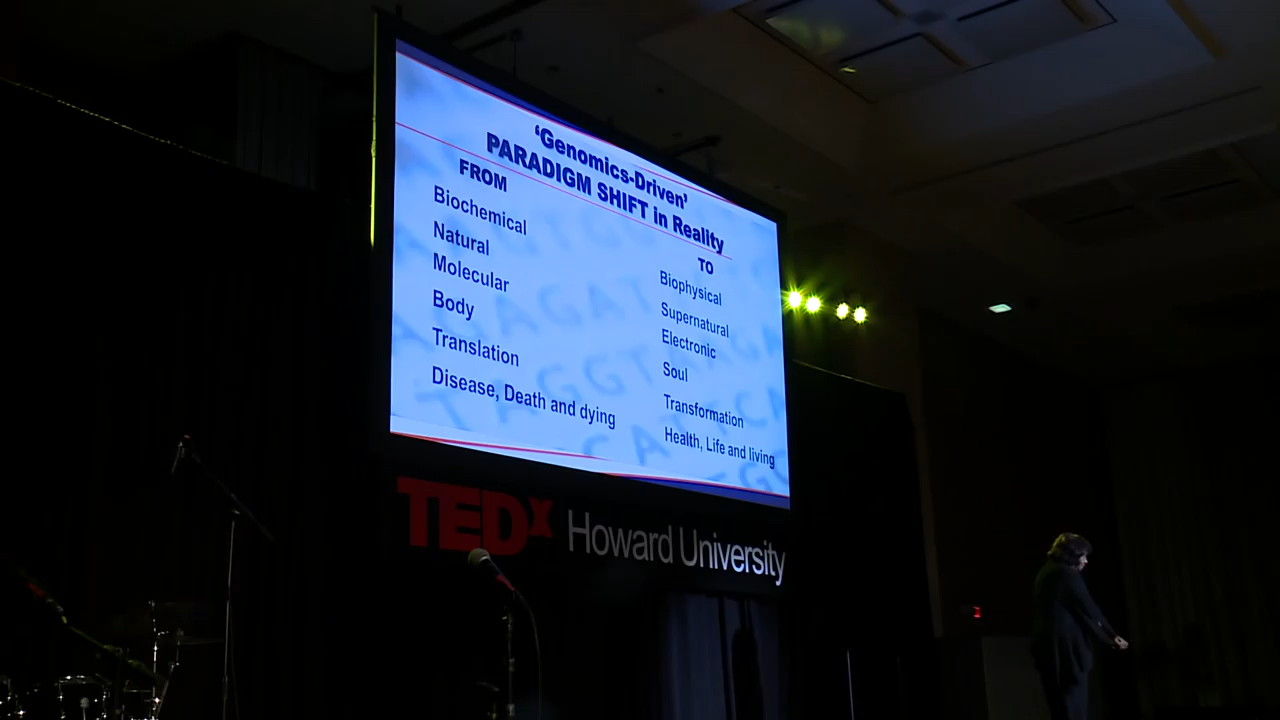 ‘Genomics-Driven’
PARADIGM SHIFT in Reality
FROM
Biochemical
Natural
Molecular
Body
Translation
Disease, Death and dying
TO
Biophysical
Supernatural
Electronic
Soul
Transformation
Health, Life and living
TEDx Howard University